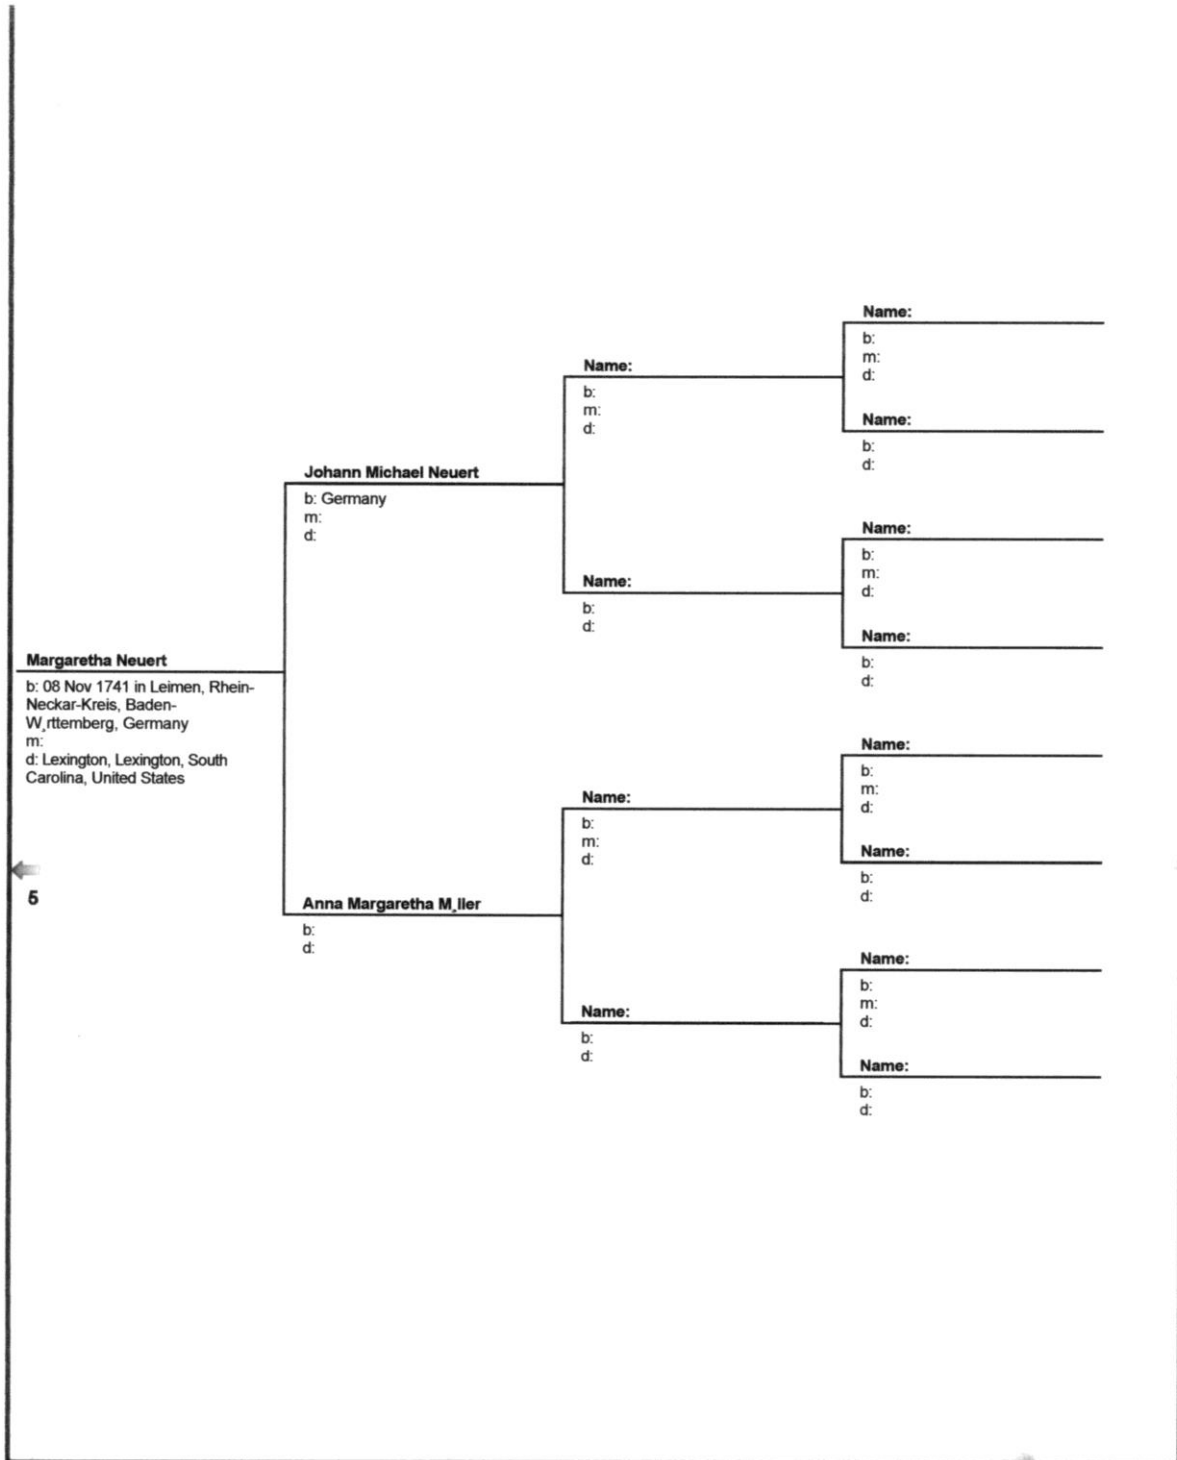 Name:
b:
m:
d:
Name:
b:
m:
d:
Name:
b:
d:
Johann Michael Neuert
b: Germany
m:
d:
Name:
b:
m:
d:
Name:
b:
d:
Name:
b:
d:
Margaretha Neuert
b: 08 Nov 1741 in Leimen, Rhein-
Neckar-Kreis, Baden-
W¸rttemberg, Germany
m:
d: Lexington, Lexington, South
Carolina, United States
Name:
b:
m:
d:
Name:
b:
m:
d:
Name:
b:
d:
5
Anna Margaretha M¸ller
b:
d:
Name:
b:
m:
d:
Name:
b:
d:
Name:
b:
d: